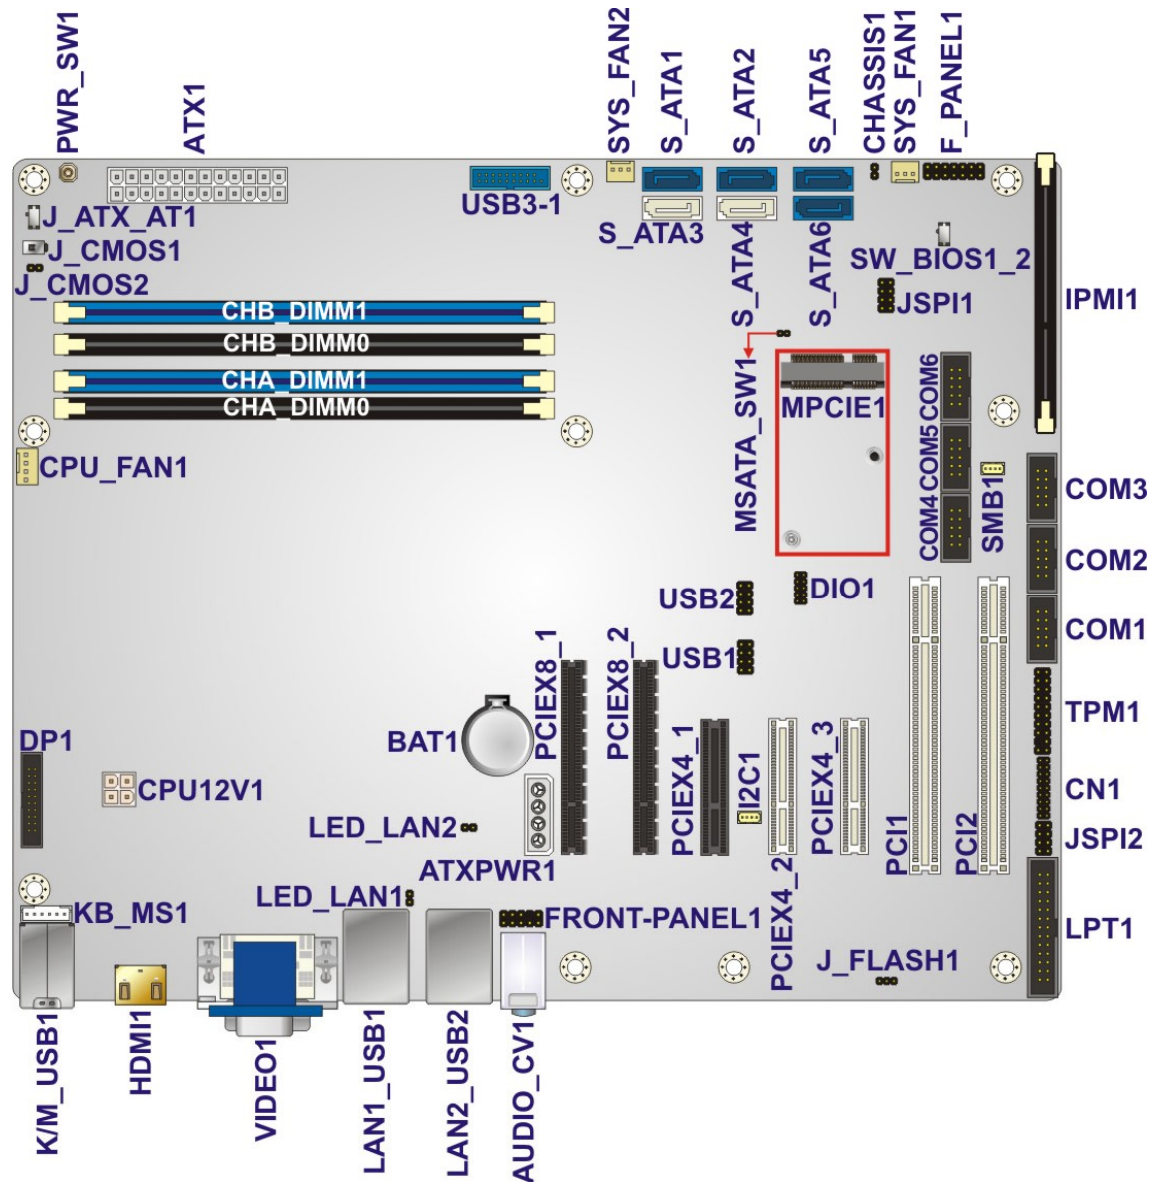 PWR_SW1
ATX1
SYS_FAN2
S_ATA1
S_ATA2
S_ATA5
CHASSIS1
SYS_FAN1
F_PANEL1
J_ATX_AT1
USB3-1
S_ATA3
S_ATA4
S_ATA6
J_CMOS1
J_CMOS2
SW_BIOS1_2
JSPI1
IPMI1
CHB_DIMM1
CHB_DIMM0
CHA_DIMM1
CHA_DIMM0
MSATA_SW1
MPCIE1
COM6
COM5
COM4
CPU_FAN1
SMB1
COM3
COM2
COM1
USB2
DIO1
USB1
PCIEX8_1
PCIEX8_2
TPM1
DP1
BAT1
PCIEX4_1
I2C1
PCIEX4_3
CPU12V1
CN1
LED_LAN2
PCI1
PCI2
JSPI2
ATXPWR1
PCIEX4_2
LED_LAN1
KB_MS1
FRONT-PANEL1
LPT1
J_FLASH1
K/M_USB1
HDMI1
VIDEO1
LAN1_USB1
LAN2_USB2
AUDIO_CV1